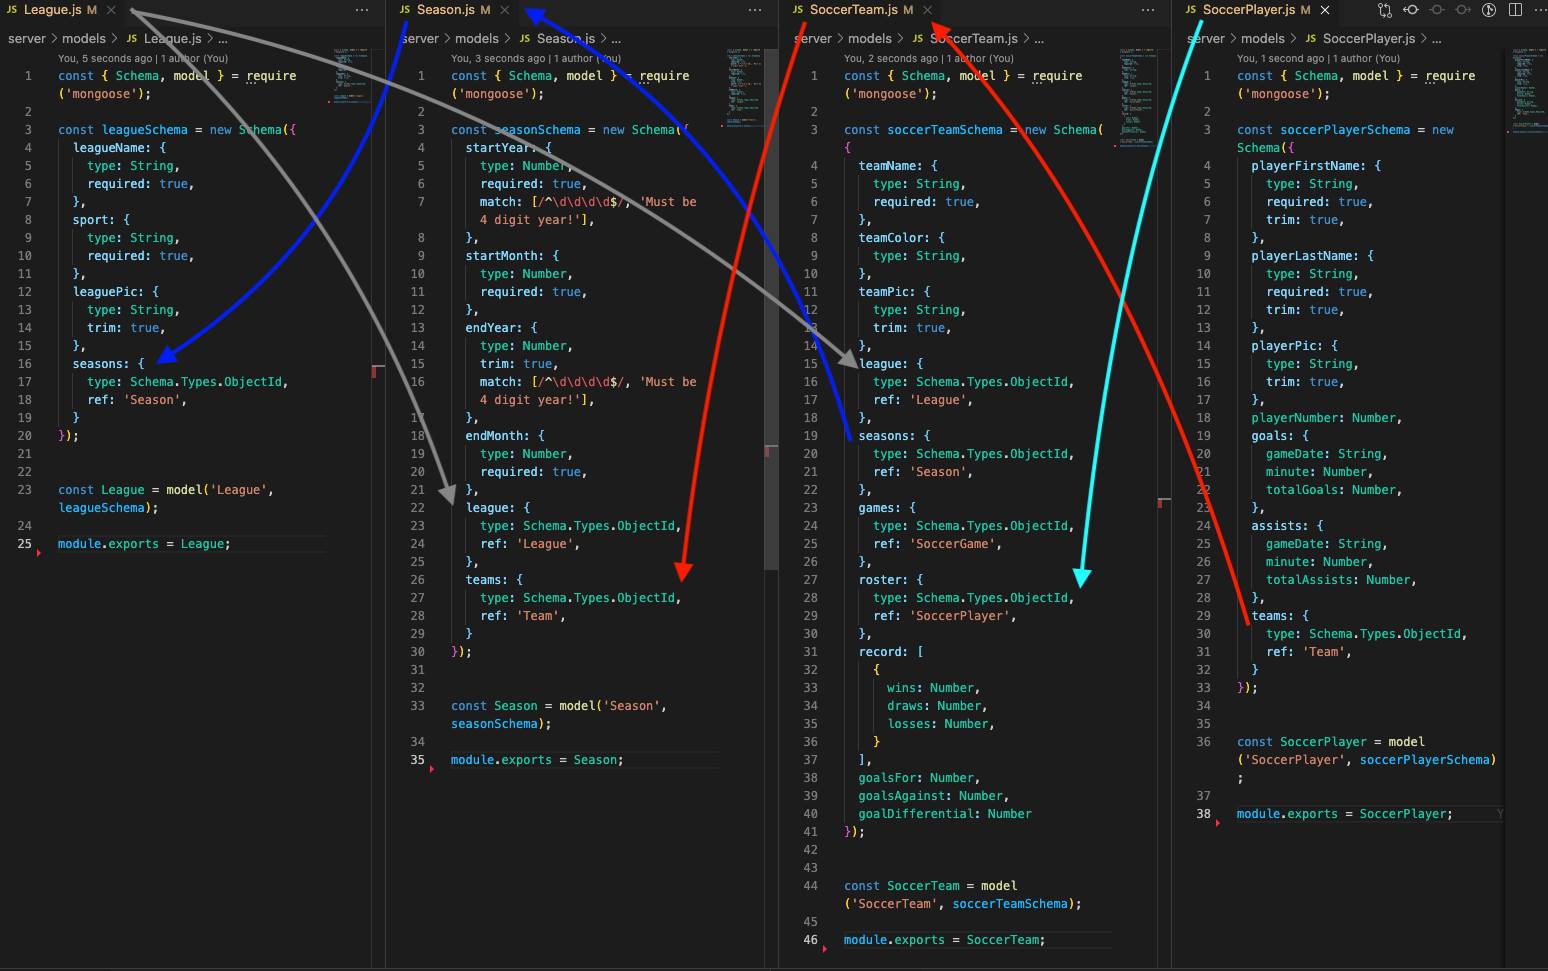 JS League.js M
server > models > JS League.js > ...
You, 5 seconds ago | 1 author (You)
1 const { Schema, model } = require
('mongoose');
2
3 const leagueSchema = new Schema({
4 leagueName: {
5 type: String,
6 required: true,
7 },
8 sport: {
9 type: String,
10 required: true,
11 },
12 leaguePic: {
13 type: String,
14 trim: true,
15 },
16 seasons: {
17 type: Schema.Types.ObjectId,
18 ref: 'Season',
19 }
20 });
21
22
23 const League = model('League',
leagueSchema);
24
25 module.exports = League;
JS Season.js M
server > models > JS Season.js > ...
You, 3 seconds ago | 1 author (You)
1 const { Schema, model } = require
('mongoose');
2
3 const seasonSchema = new Schema({
4 startYear: {
5 type: Number,
6 required: true,
7 match: [/^\d\d\d\d$/, 'Must be
4 digit year!'],
8 },
9 startMonth: {
10 type: Number,
11 required: true,
12 },
13 endYear: {
14 type: Number,
15 trim: true,
16 match: [/^\d\d\d\d$/, 'Must be
4 digit year!'],
17 },
18 endMonth: {
19 type: Number,
20 required: true,
21 },
22 league: {
23 type: Schema.Types.ObjectId,
24 ref: 'League',
25 },
26 teams: {
27 type: Schema.Types.ObjectId,
28 ref: 'Team',
29 }
30 });
31
32
33 const Season = model('Season',
seasonSchema);
34
35 module.exports = Season;
JS SoccerTeam.js M
server > models > JS SoccerTeam.js > ...
You, 2 seconds ago | 1 author (You)
1 const { Schema, model } = require
('mongoose');
2
3 const soccerTeamSchema = new Schema(
{
4 teamName: {
5 type: String,
6 required: true,
7 },
8 teamColor: {
9 type: String,
10 },
11 teamPic: {
12 type: String,
13 trim: true,
14 },
15 league: {
16 type: Schema.Types.ObjectId,
17 ref: 'League',
18 },
19 seasons: {
20 type: Schema.Types.ObjectId,
21 ref: 'Season',
22 },
23 games: {
24 type: Schema.Types.ObjectId,
25 ref: 'SoccerGame',
26 },
27 roster: {
28 type: Schema.Types.ObjectId,
29 ref: 'SoccerPlayer',
30 },
31 record: [
32 {
33 wins: Number,
34 draws: Number,
35 losses: Number,
36 }
37 ],
38 goalsFor: Number,
39 goalsAgainst: Number,
40 goalDifferential: Number
41 });
42
43
44 const SoccerTeam = model
('SoccerTeam', soccerTeamSchema);
45
46 module.exports = SoccerTeam;
JS SoccerPlayer.js M
server > models > JS SoccerPlayer.js > ...
You, 1 second ago | 1 author (You)
1 const { Schema, model } = require
('mongoose');
2
3 const soccerPlayerSchema = new
Schema({
4 playerFirstName: {
5 type: String,
6 required: true,
7 trim: true,
8 },
9 playerLastName: {
10 type: String,
11 required: true,
12 trim: true,
13 },
14 playerPic: {
15 type: String,
16 trim: true,
17 },
18 playerNumber: Number,
19 goals: {
20 gameDate: String,
21 minute: Number,
22 totalGoals: Number,
23 },
24 assists: {
25 gameDate: String,
26 minute: Number,
27 totalAssists: Number,
28 },
29 teams: {
30 type: Schema.Types.ObjectId,
31 ref: 'Team',
32 }
33 });
34
35
36 const SoccerPlayer = model
('SoccerPlayer', soccerPlayerSchema)
;
37
38 module.exports = SoccerPlayer; Y